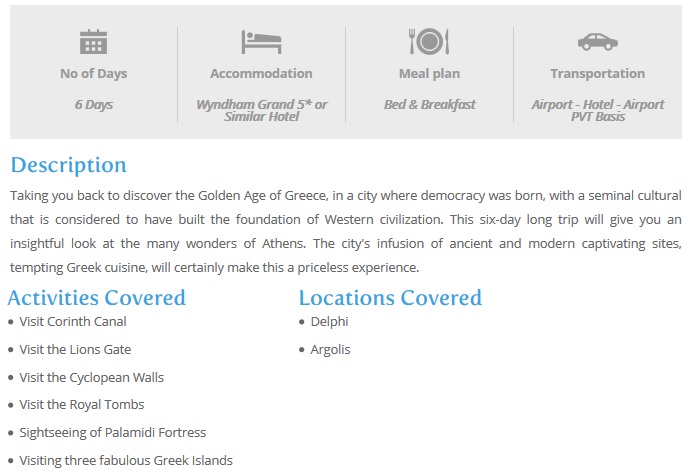 No of Days
6 Days
Accommodation
Wyndham Grand 5* or
Similar Hotel
Meal plan
Bed & Breakfast
Transportation
Airport - Hotel - Airport
PVT Basis
Description
Taking you back to discover the Golden Age of Greece, in a city where democracy was born, with a seminal cultural
that is considered to have built the foundation of Western civilization. This six-day long trip will give you an
insightful look at the many wonders of Athens. The city's infusion of ancient and modern captivating sites,
tempting Greek cuisine, will certainly make this a priceless experience.
Activities Covered
• Visit Corinth Canal
• Visit the Lions Gate
• Visit the Cyclopean Walls
• Visit the Royal Tombs
• Sightseeing of Palamidi Fortress
• Visiting three fabulous Greek Islands
Locations Covered
• Delphi
• Argolis